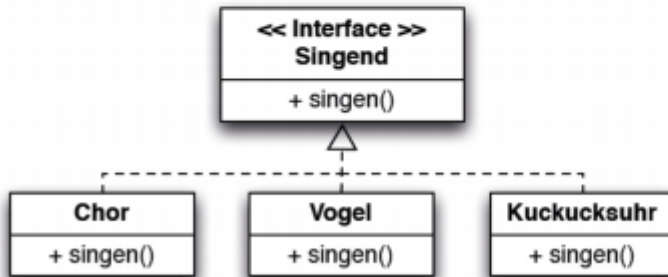 << Interface >>
Singend
+ singen()
Chor
+ singen()
Vogel
+ singen()
Kuckucksuhr
+ singen()